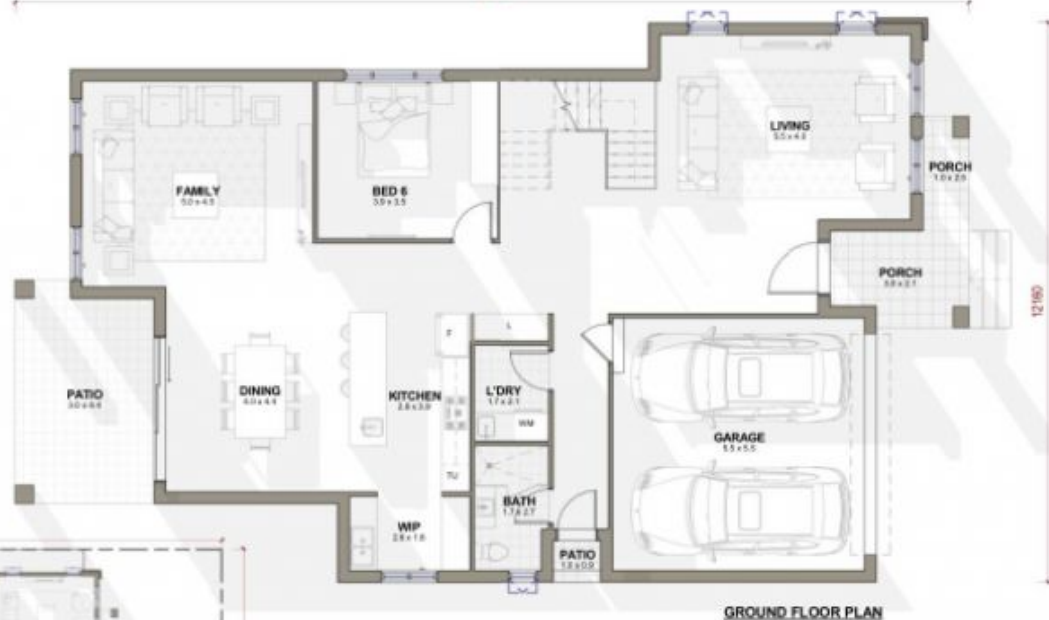 LIVING
5.5 x 4.3
PORCH
1.0 x 2.5
FAMILY
5.0 x 4.5
BED 6
3.9 x 3.5
PORCH
3.0 x 2.1
12160
F
L
L'DRY
1.7 x 2.1
WM
PATIO
3.0 x 6.6
DINING
4.0 x 4.4
KITCHEN
2.8 x 3.9
GARAGE
5.5 x 5.5
TU
BATH
1.7 x 2.7
WIP
2.8 x 1.8
PATIO
1.2 x 0.9
GROUND FLOOR PLAN